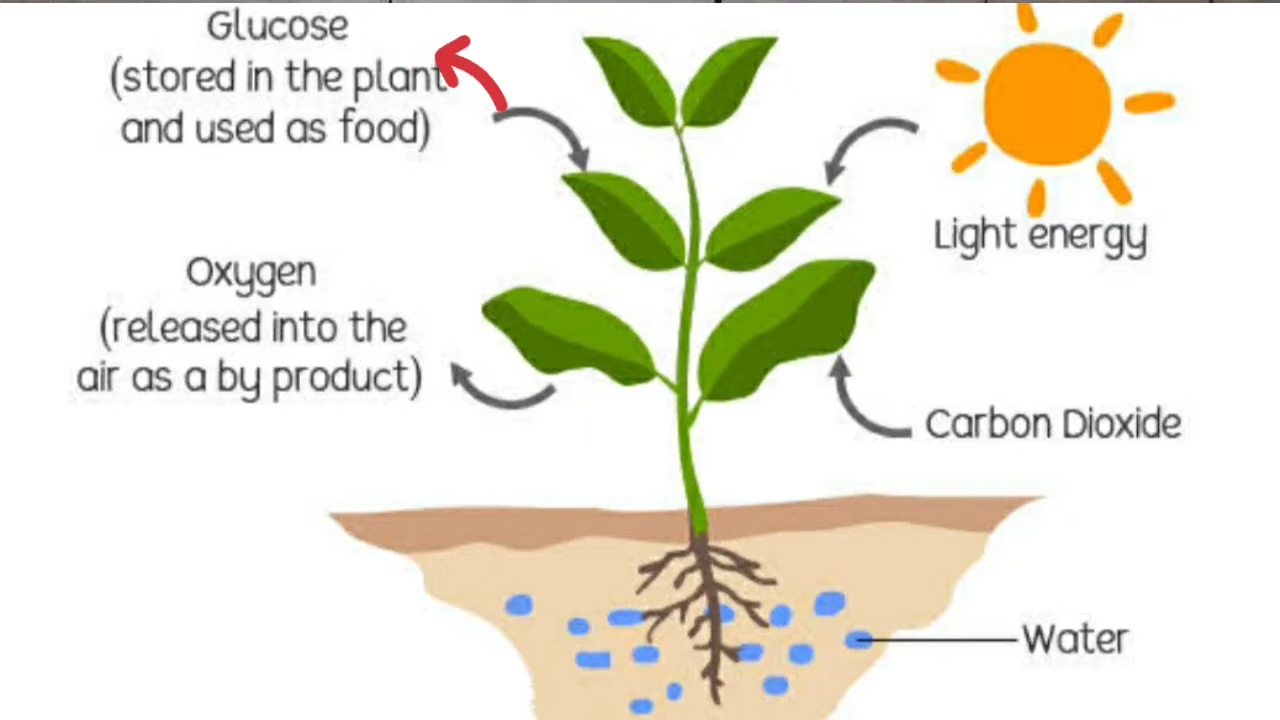 Glucose
(stored in the plant
and used as food)
Light energy
Oxygen
(released into the
air as a by product)
Carbon Dioxide
Water